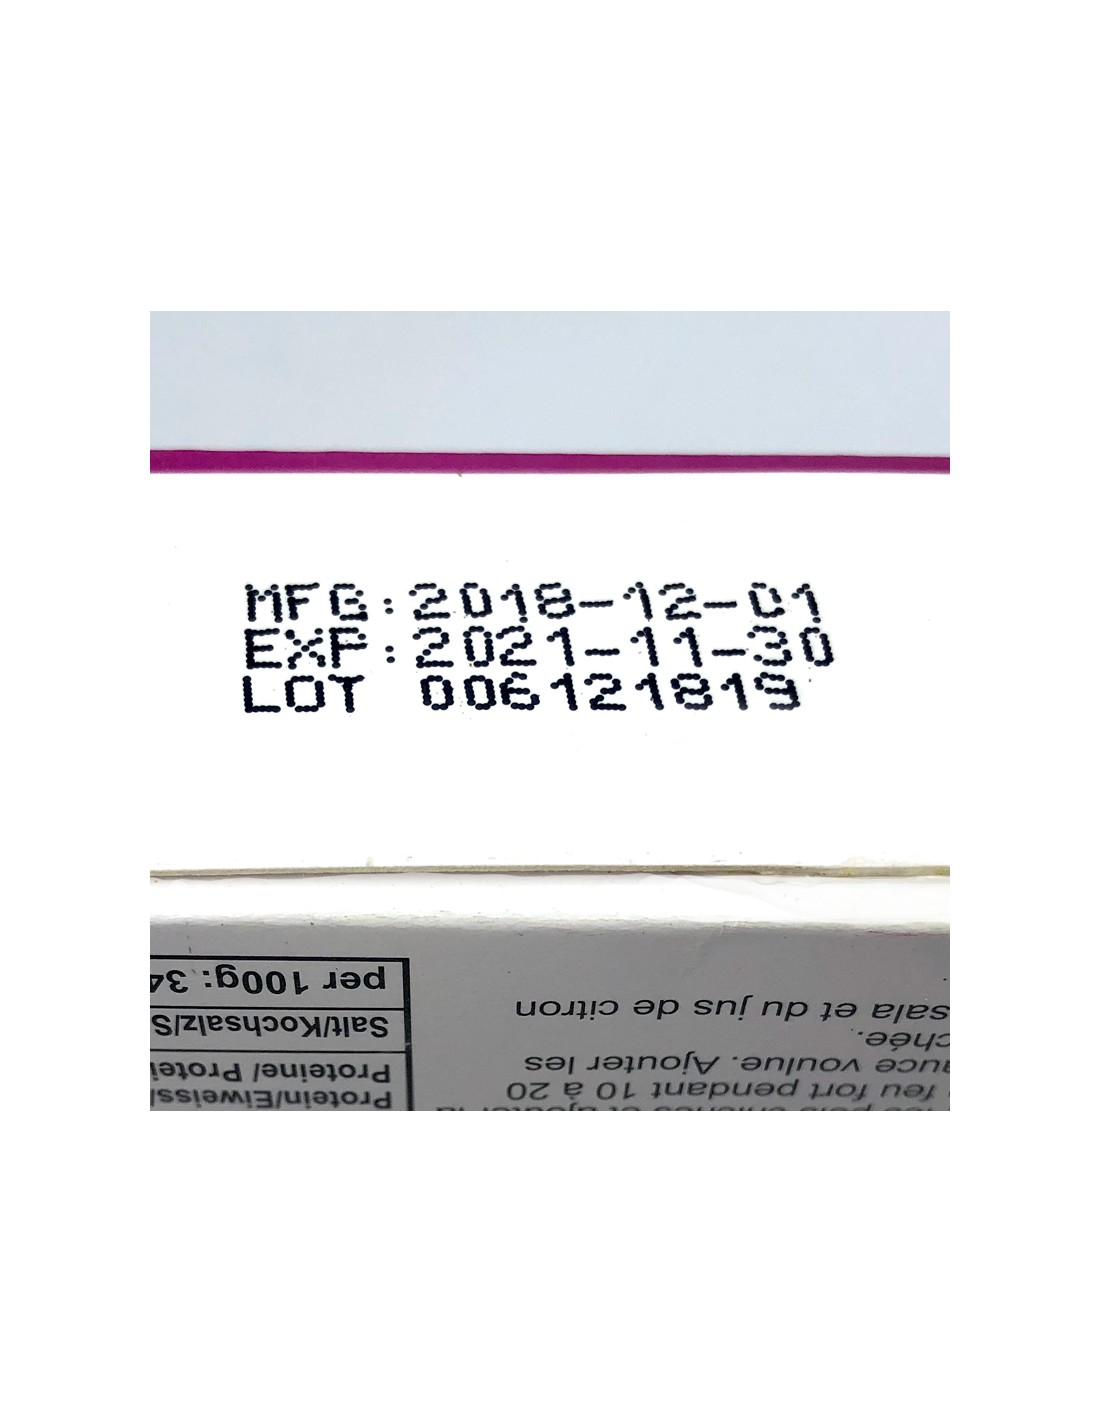 MFG:2018-12-01
EXP:2021-11-30
LOT 006121819
per 100g: 34
Salt/Kochsalz/S
Proteine/ Protei
Protein/Eiweiss/
feu fort pendant 10 à 20
voulue. Ajouter les
chée.
sala et du jus de citron